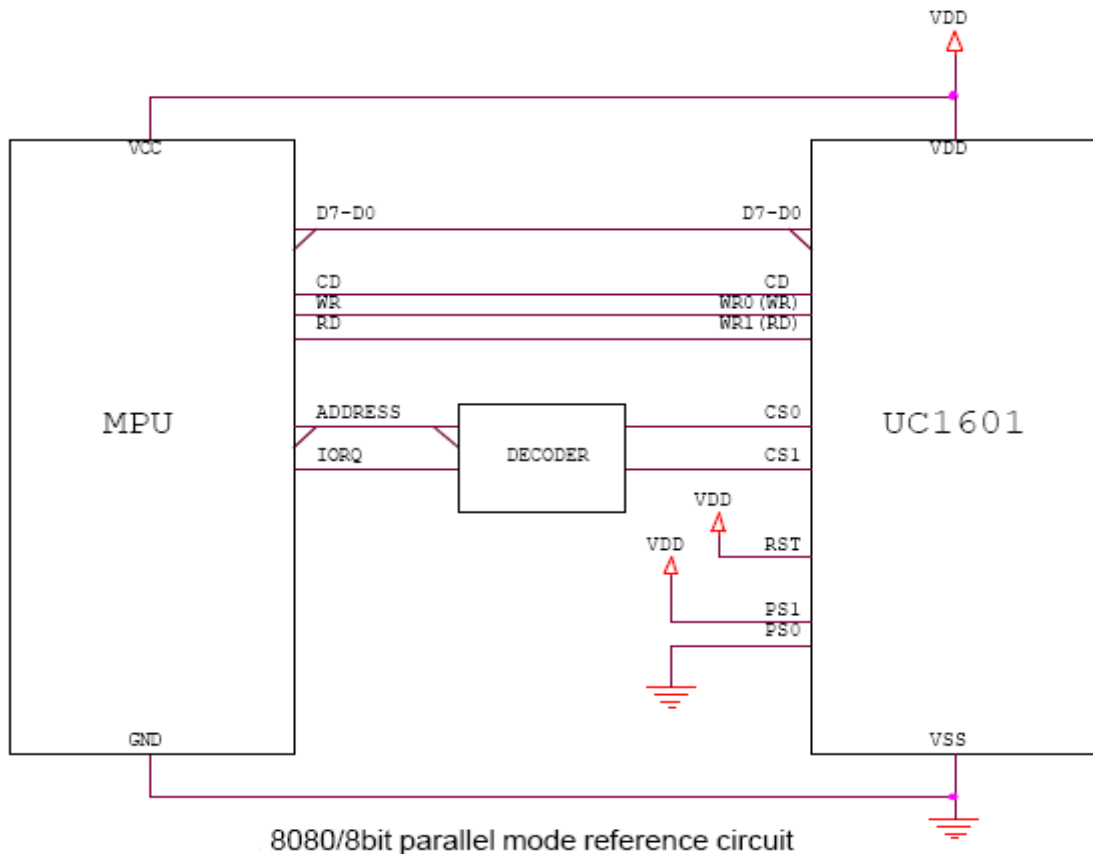 VDD
VCC
VDD
D7-D0
D7-D0
CD
CD
WR
WR0(WR)
RD
WR1(RD)
MPU
ADDRESS
CS0
UC1601
IORQ
DECODER
CS1
VDD
RST
VDD
PS1
PS0
GND
VSS
8080/8bit parallel mode reference circuit